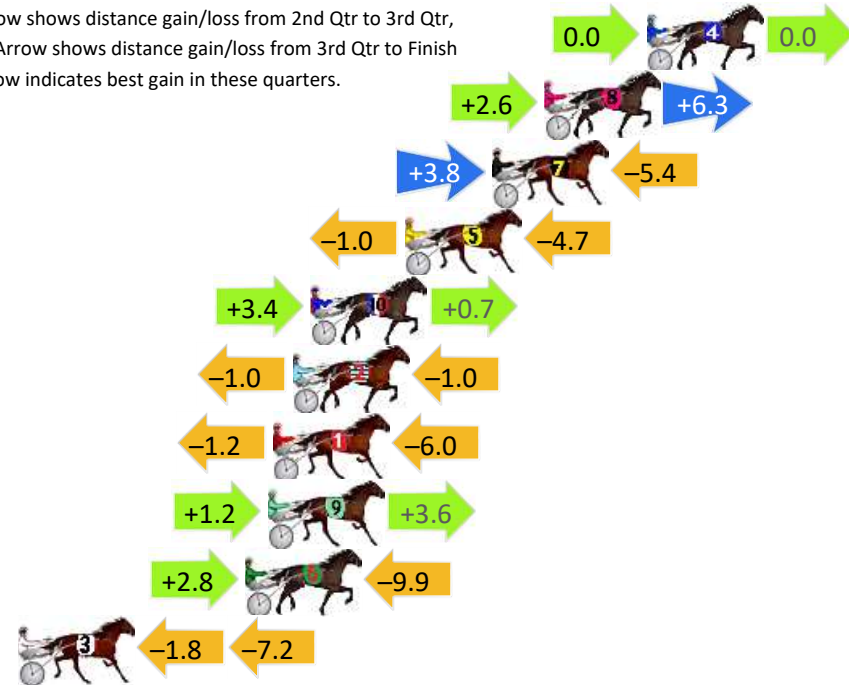 ow shows distance gain/loss from 2nd Qtr to 3rd Qtr,
Arrow shows distance gain/loss from 3rd Qtr to Finish
ow indicates best gain in these quarters.
0.0 4 0.0
+2.6 8 +6.3
+3.8 7 –5.4
–1.0 5 –4.7
+3.4 10 +0.7
–1.0 2 –1.0
–1.2 1 –6.0
+1.2 9 +3.6
+2.8 6 –9.9
3 –1.8 –7.2